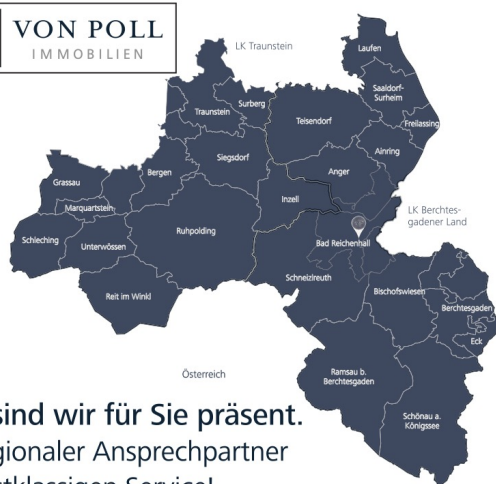 VON POLL
IMMOBILIEN
LK Traunstein
Laufen
Saaldorf-
Surheim
Surberg
Traunstein
Teisendorf
Freilassing
Ainring
Siegsdorf
Anger
Bergen
Grassau
Inzell
Marquartstein
LK Berchtes-
gadener Land
Ruhpolding
Schleching
Unterwössen
Bad Reichenhall
Schneizlreuth
Bischofswiesen
Reit im Winkl
Berchtesgaden
Eck
Österreich
Ramsau b.
Berchtesgaden
Schönau a.
Königssee
sind wir für Sie präsent.
gionaler Ansprechpartner
stklassigen Service!